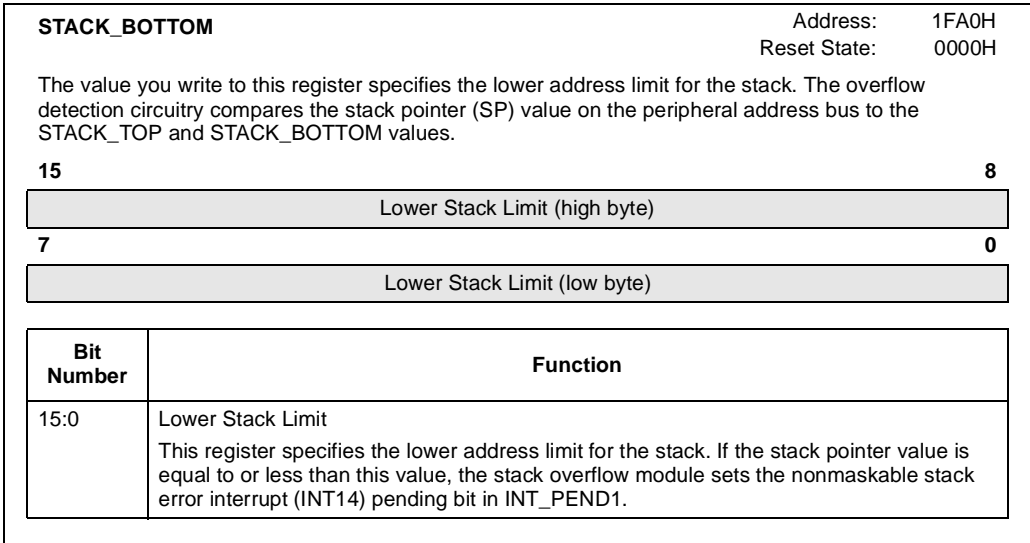 STACK_BOTTOM
Address: 1FA0H
Reset State: 0000H
The value you write to this register specifies the lower address limit for the stack. The overflow
detection circuitry compares the stack pointer (SP) value on the peripheral address bus to the
STACK_TOP and STACK_BOTTOM values.
15 8
Lower Stack Limit (high byte)
7 0
Lower Stack Limit (low byte)
Bit
Number
Function
15:0 Lower Stack Limit
This register specifies the lower address limit for the stack. If the stack pointer value is
equal to or less than this value, the stack overflow module sets the nonmaskable stack
error interrupt (INT14) pending bit in INT_PEND1.